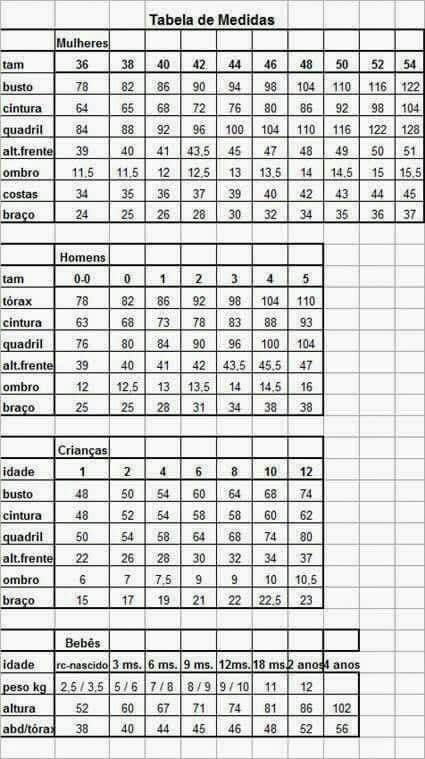 Tabela de Medidas
Mulheres
tam 36 38 40 42 44 46 48 50 52 54
busto 78 82 86 90 94 98 104 110 116 122
cintura 64 65 68 72 76 80 86 92 98 104
quadril 84 88 92 96 100 104 110 116 122 128
alt.frente 39 40 41 43,5 45 47 48 49 50 51
ombro 11,5 11,5 12 12,5 13 13,5 14 14,5 15 15,5
costas 34 35 36 37 39 40 42 43 44 45
braço 24 25 26 28 30 32 34 35 36 37
Homens
tam 0-0 0 1 2 3 4 5
tórax 78 82 86 92 98 104 110
cintura 63 68 73 78 83 88 93
quadril 76 80 84 90 96 100 104
alt.frente 39 40 41 42 43,5 45,5 47
ombro 12 12,5 13 13,5 14 14,5 16
braço 25 25 28 31 34 38 38
Crianças
idade 1 2 4 6 8 10 12
busto 48 50 54 60 64 68 74
cintura 48 52 54 58 58 60 62
quadril 50 54 58 64 68 74 80
alt.frente 22 26 28 30 32 34 37
ombro 6 7 7,5 9 9 10 10,5
braço 15 17 19 21 22 22,5 23
Bebês
idade rc-nascido 3 ms. 6 ms. 9 ms. 12ms. 18 ms. 2 anos 4 anos
peso kg 2,5 / 3,5 5 / 6 7 / 8 8 / 9 9 / 10 11 12
altura 52 60 67 71 74 81 86 102
abd/tórax 38 40 44 45 46 48 52 56